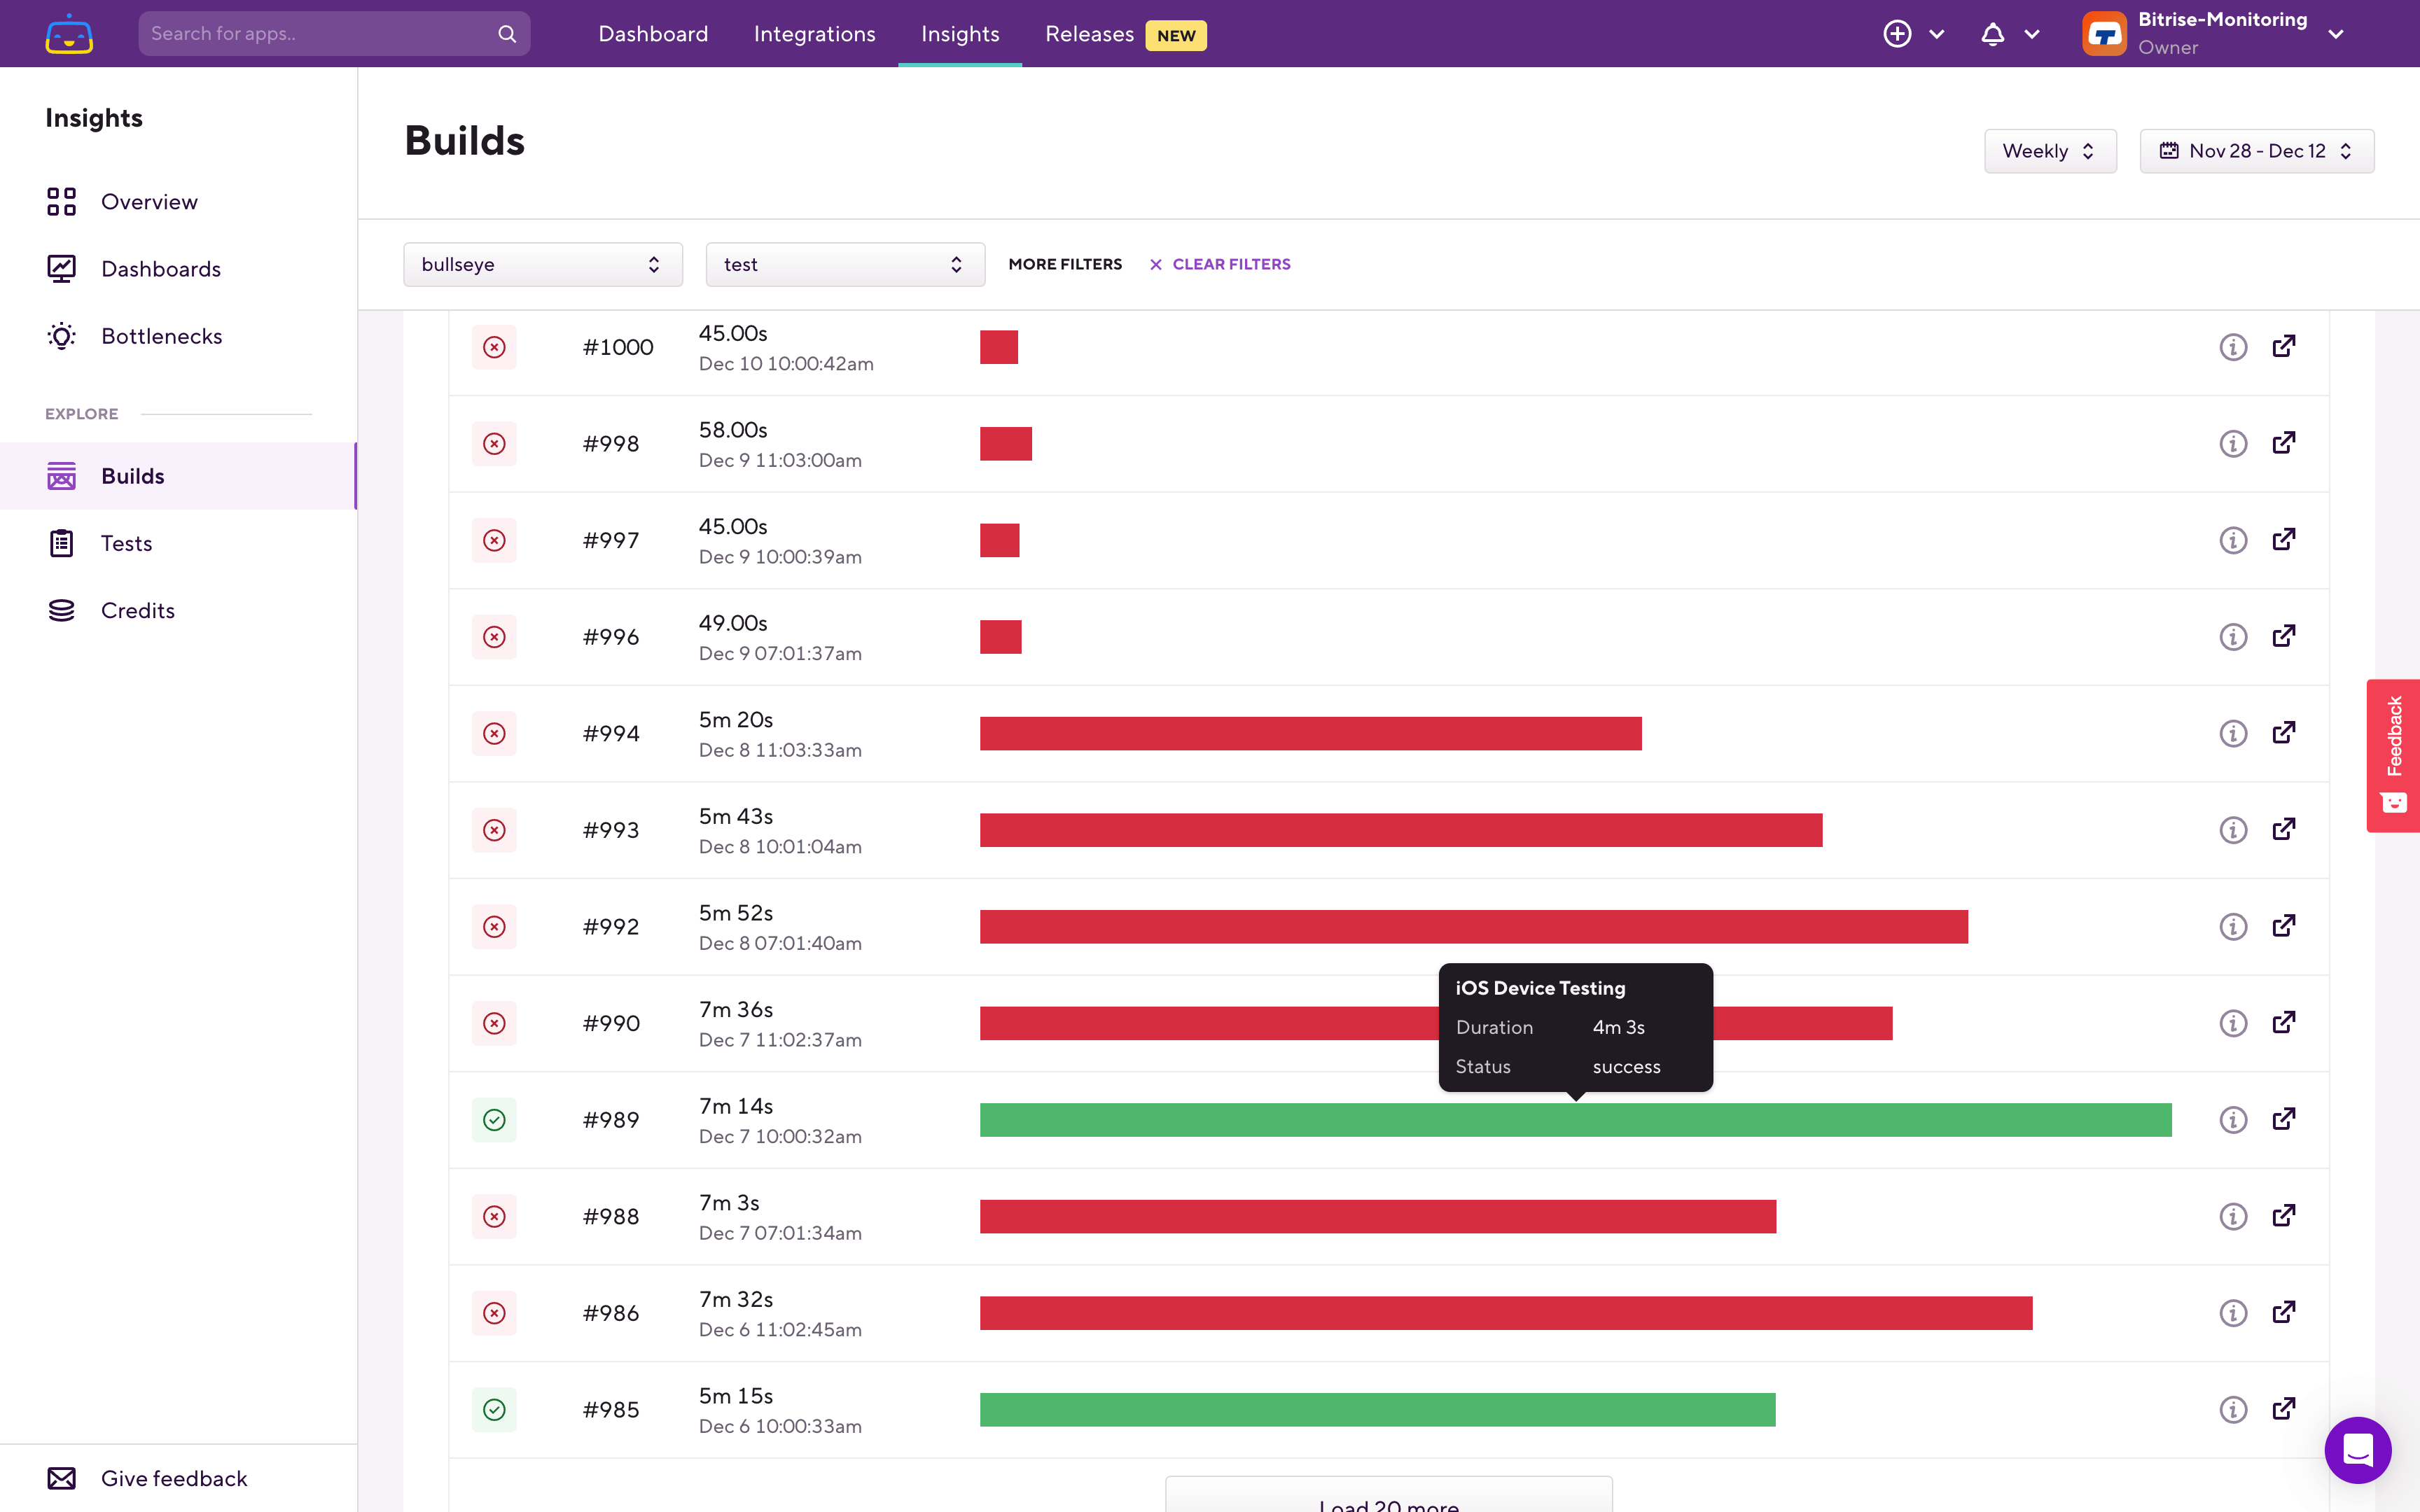 Search for apps..
Dashboard
Integrations
Insights
Releases NEW
Bitrise-Monitoring
Owner
Insights
Overview
Dashboards
Bottlenecks
EXPLORE
Builds
Tests
Credits
Give feedback
Builds
Weekly
Nov 28 - Dec 12
bullseye
test
MORE FILTERS
CLEAR FILTERS
#1000
45.00s
Dec 10 10:00:42am
#998
58.00s
Dec 9 11:03:00am
#997
45.00s
Dec 9 10:00:39am
#996
49.00s
Dec 9 07:01:37am
#994
5m 20s
Dec 8 11:03:33am
#993
5m 43s
Dec 8 10:01:04am
#992
5m 52s
Dec 8 07:01:40am
#990
7m 36s
Dec 7 11:02:37am
iOS Device Testing
Duration 4m 3s
Status success
#989
7m 14s
Dec 7 10:00:32am
#988
7m 3s
Dec 7 07:01:34am
#986
7m 32s
Dec 6 11:02:45am
#985
5m 15s
Dec 6 10:00:33am
Load 20 more
Feedback